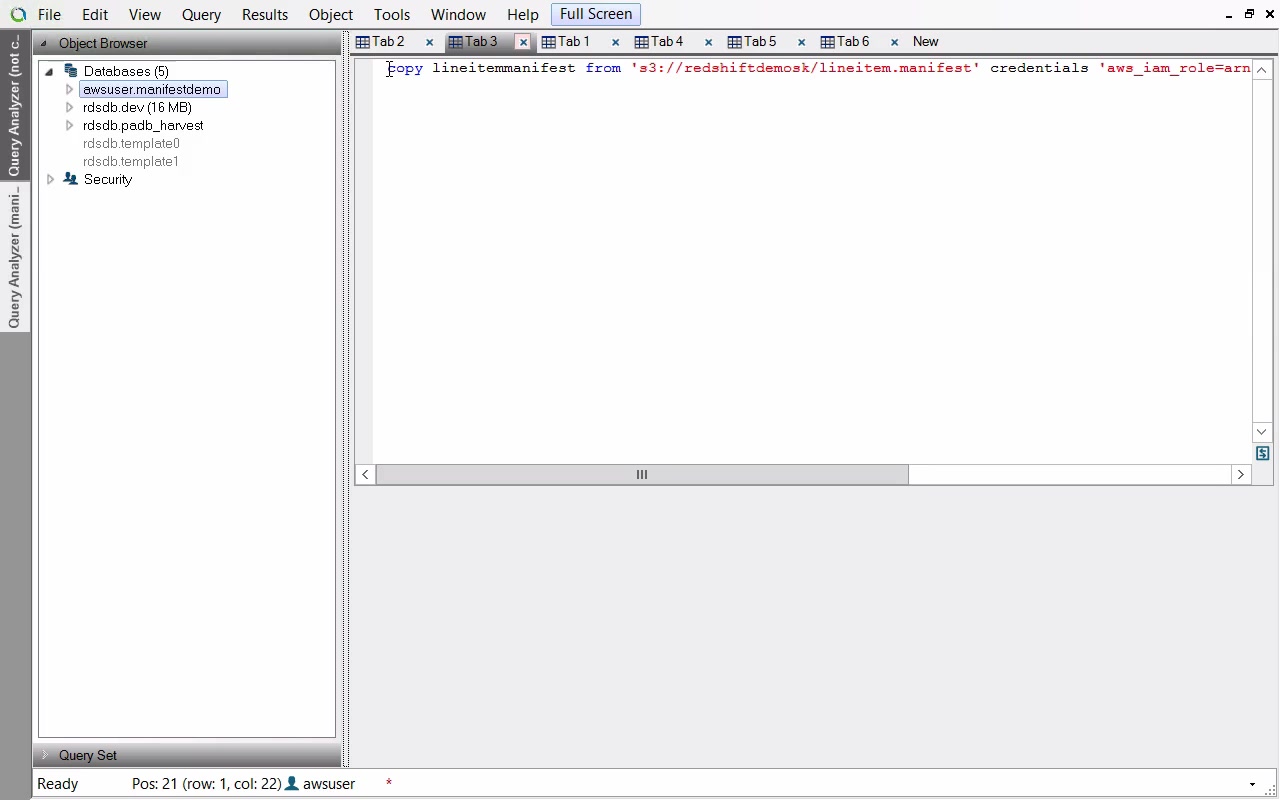 File Edit View Query Results Object Tools Window Help Full Screen
Query Analyzer (not c...
Query Analyzer (mani...
Object Browser
Databases (5)
awsuser.manifestdemo
rdsdb.dev (16 MB)
rdsdb.padb_harvest
rdsdb.template0
rdsdb.template1
Security
Query Set
Tab 2 Tab 3 Tab 1 Tab 4 Tab 5 Tab 6 New
copy lineitemmanifest from 's3://redshiftdemosk/lineitem.manifest' credentials 'aws_iam_role=arn
Ready Pos: 21 (row: 1, col: 22) awsuser *